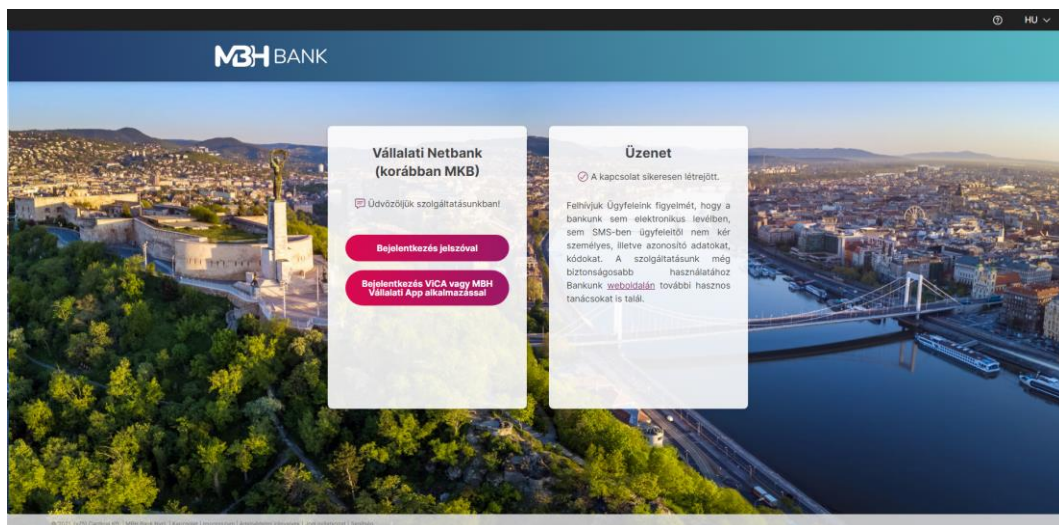 HU
MBH BANK
Vállalati Netbank
(korábban MKB)
Üdvözöljük szolgáltatásunkban!
Bejelentkezés jelszóval
Bejelentkezés ViCA vagy MBH
Vállalati App alkalmazással
Üzenet
A kapcsolat sikeresen létrejött.
Felhívjuk Ügyfeleink figyelmét, hogy a
bankunk sem elektronikus levélben,
sem SMS-ben ügyfeleitől nem kér
személyes, illetve azonosító adatokat,
kódokat. A szolgáltatásunk még
biztonságosabb használatához
Bankunk weboldalán további hasznos
tanácsokat is talál.